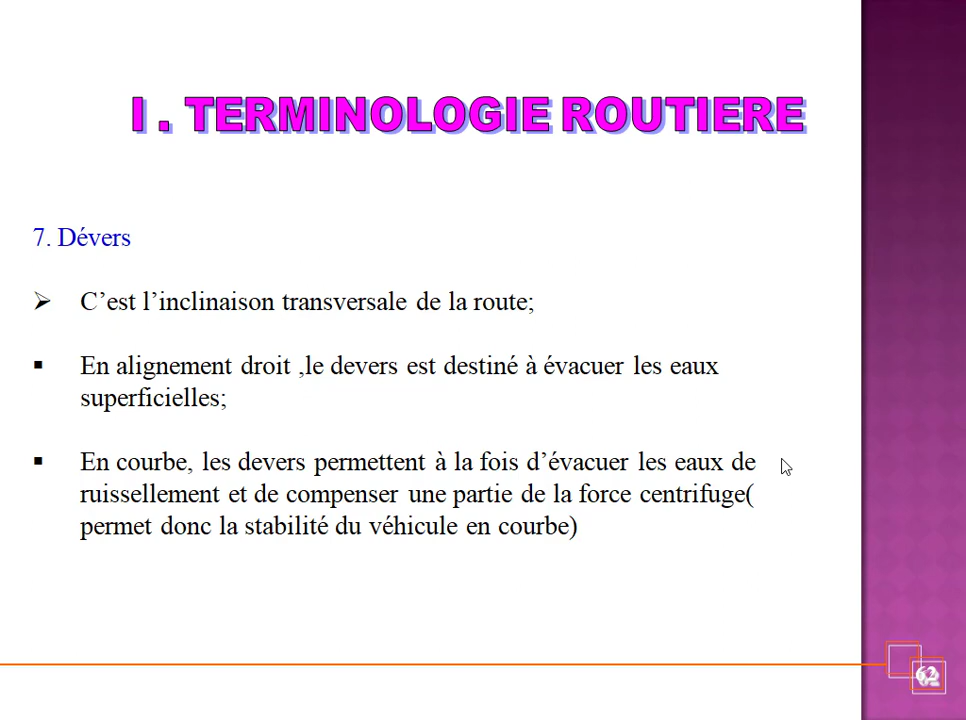 I . TERMINOLOGIE ROUTIERE
7. Dévers
➢ C’est l’inclinaison transversale de la route;
▪ En alignement droit ,le devers est destiné à évacuer les eaux
superficielles;
▪ En courbe, les devers permettent à la fois d’évacuer les eaux de
ruissellement et de compenser une partie de la force centrifuge(
permet donc la stabilité du véhicule en courbe)
62